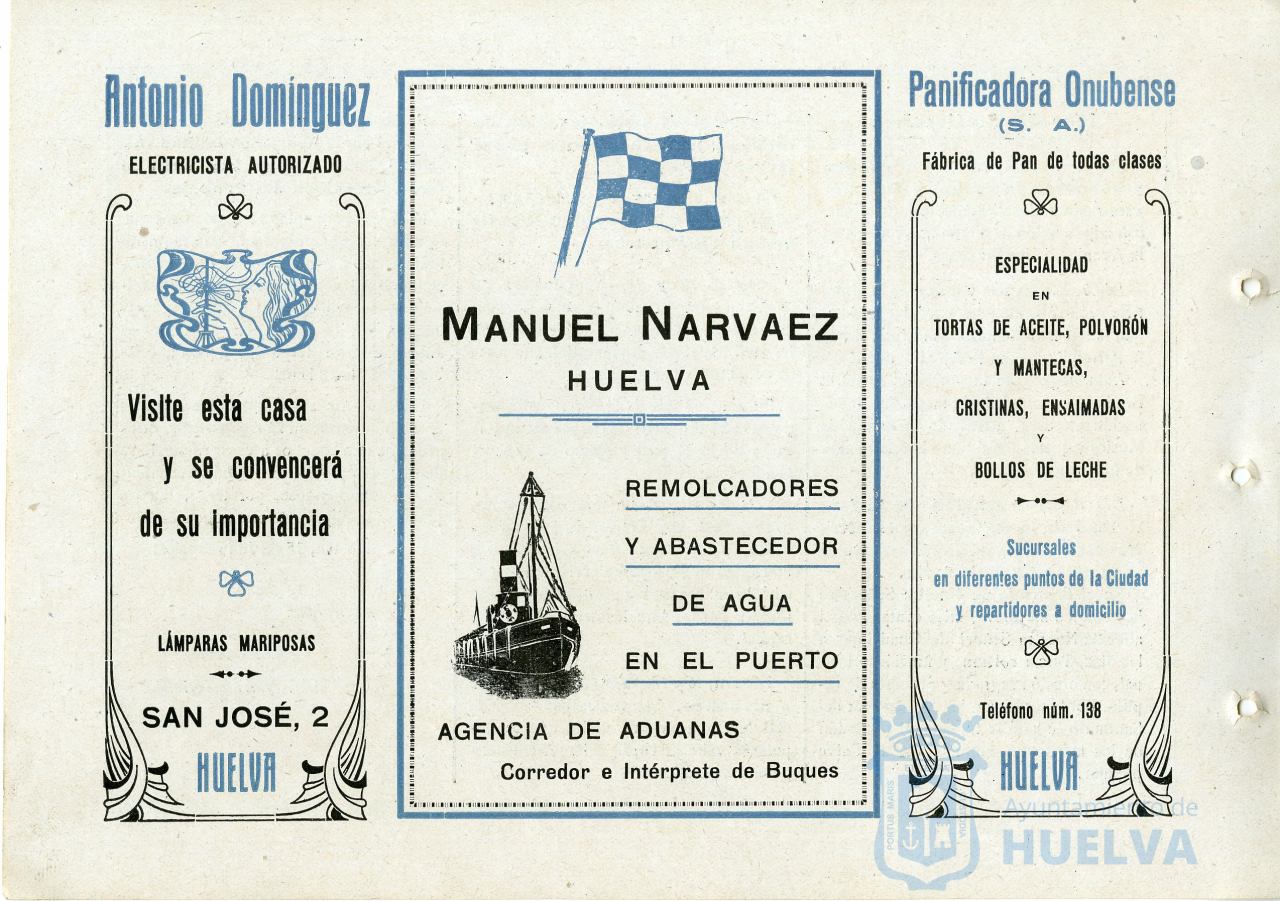 Antonio Domínguez
ELECTRICISTA AUTORIZADO
Visite esta casa
y se convencerá
de su importancia
LÁMPARAS MARIPOSAS
SAN JOSÉ, 2
HUELVA
MANUEL NARVAEZ
HUELVA
REMOLCADORES
Y ABASTECEDOR
DE AGUA
EN EL PUERTO
AGENCIA DE ADUANAS
Corredor e Intérprete de Buques
Panificadora Onubense
(S. A.)
Fábrica de Pan de todas clases
ESPECIALIDAD
EN
TORTAS DE ACEITE, POLVORÓN
Y MANTECAS,
CRISTINAS, ENSAIMADAS
Y
BOLLOS DE LECHE
Sucursales
en diferentes puntos de la Ciudad
y repartidores a domicilio
Teléfono núm. 138
HUELVA
PORTUS MARIS
Ayuntamiento de
HUELVA